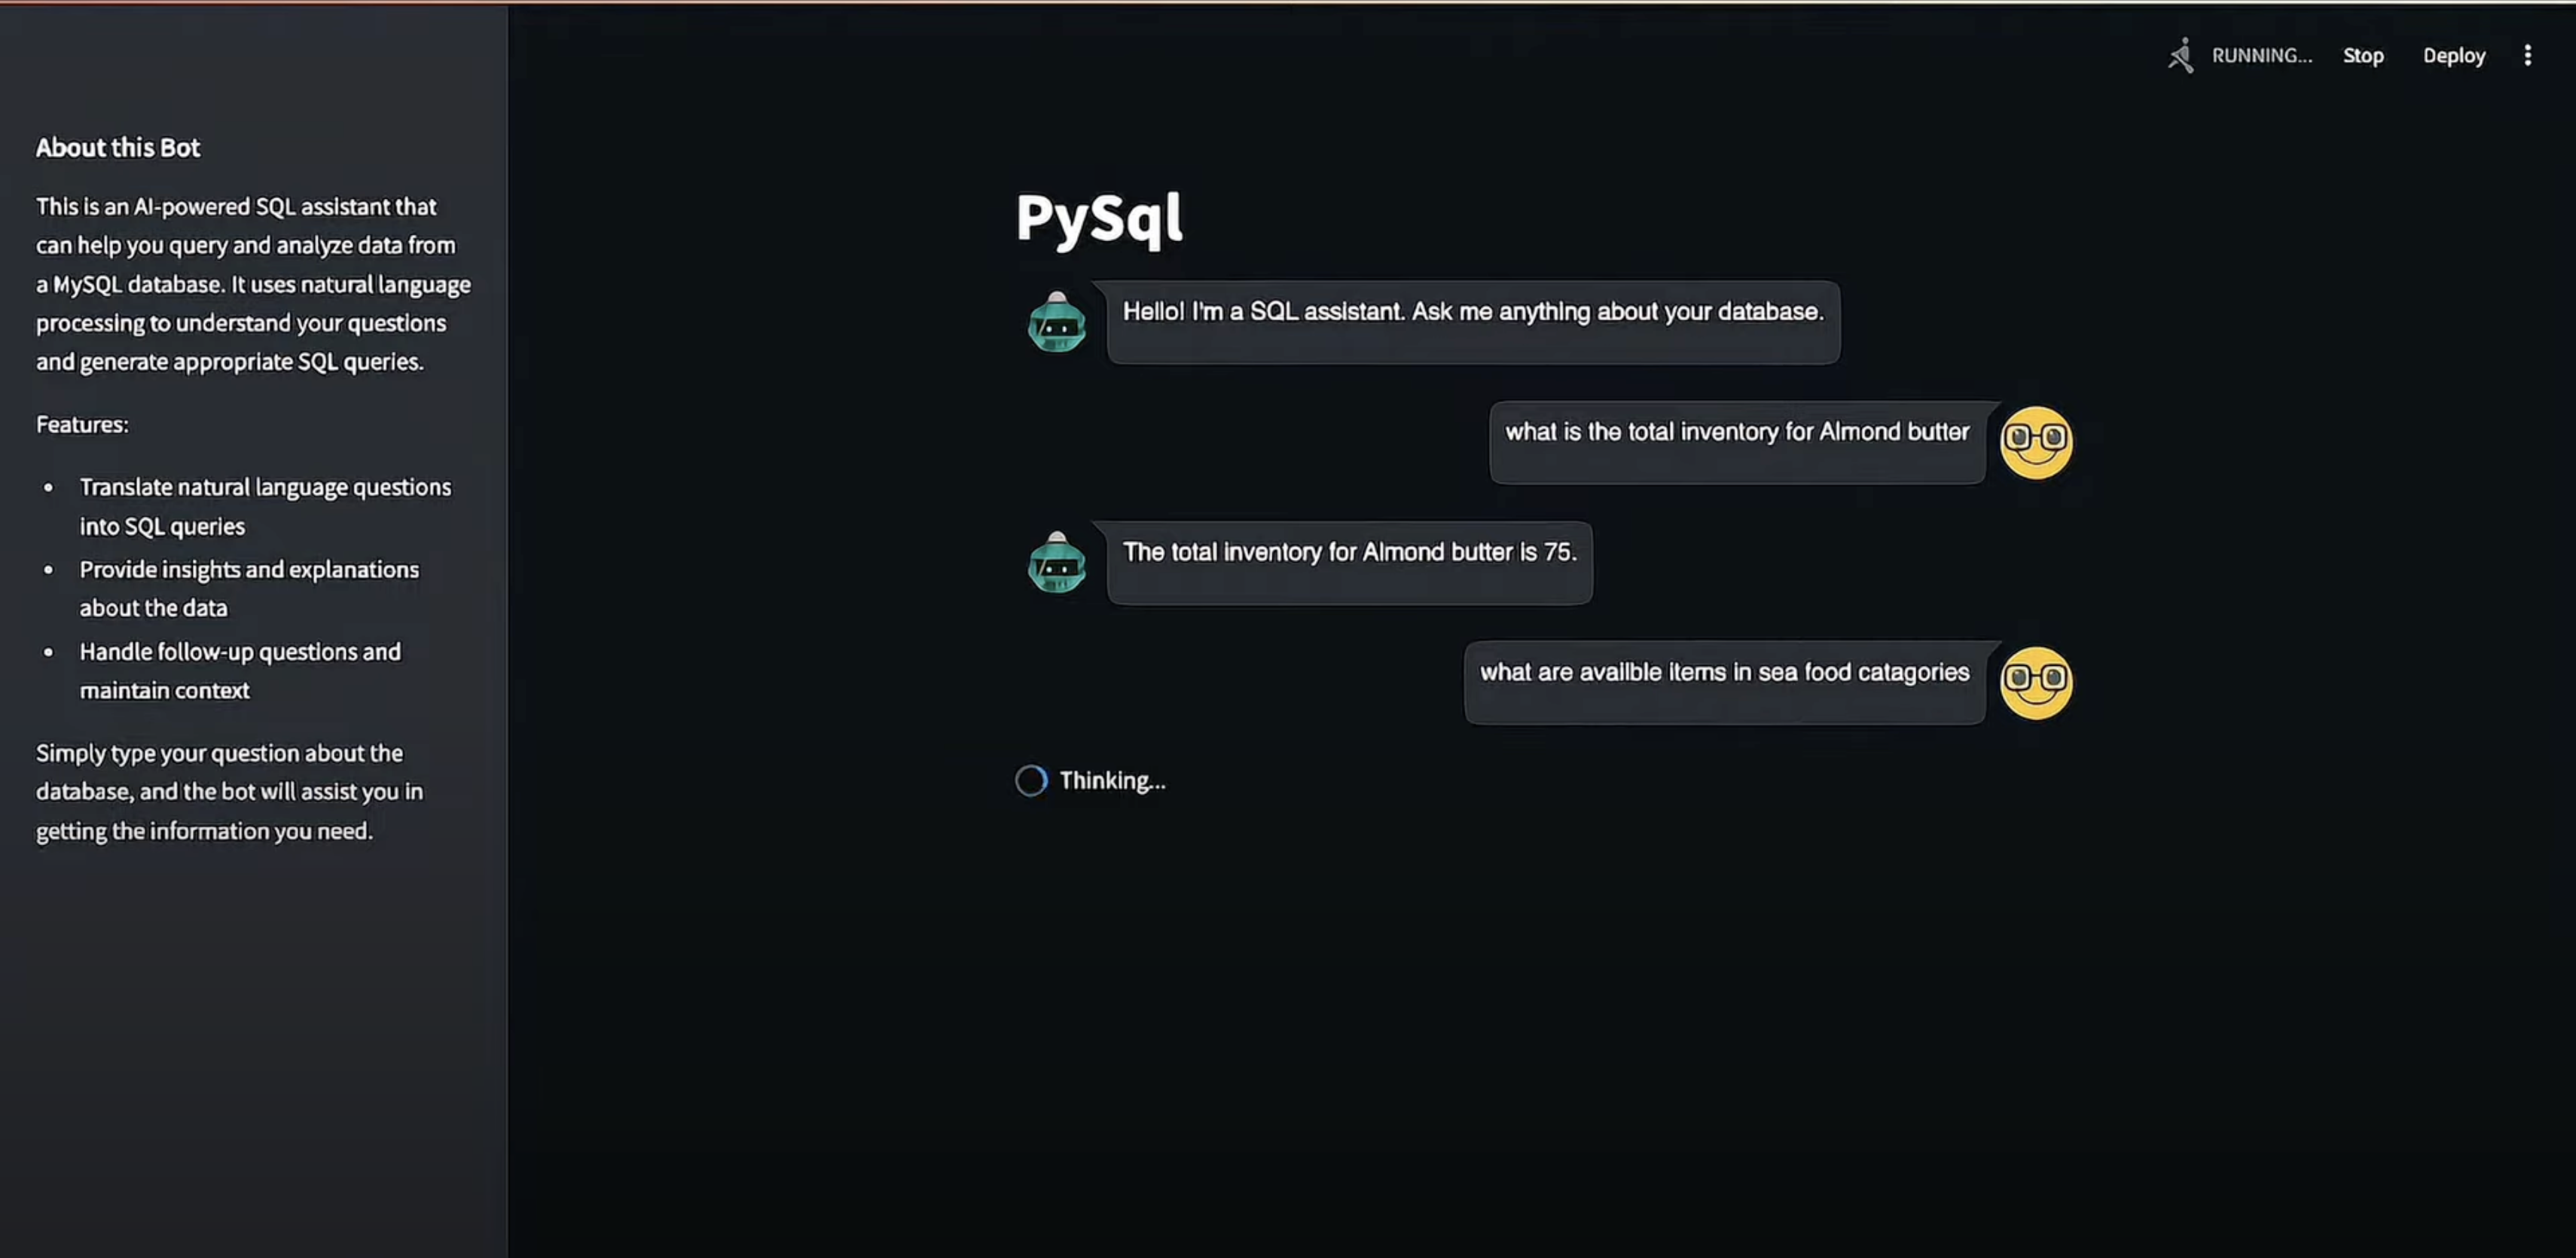 RUNNING...
Stop
Deploy
About this Bot
This is an AI-powered SQL assistant that
can help you query and analyze data from
a MySQL database. It uses natural language
processing to understand your questions
and generate appropriate SQL queries.
Features:
• Translate natural language questions
into SQL queries
• Provide insights and explanations
about the data
• Handle follow-up questions and
maintain context
Simply type your question about the
database, and the bot will assist you in
getting the information you need.
PySql
Hello! I'm a SQL assistant. Ask me anything about your database.
what is the total inventory for Almond butter
The total inventory for Almond butter is 75.
what are availble items in sea food catagories
Thinking...